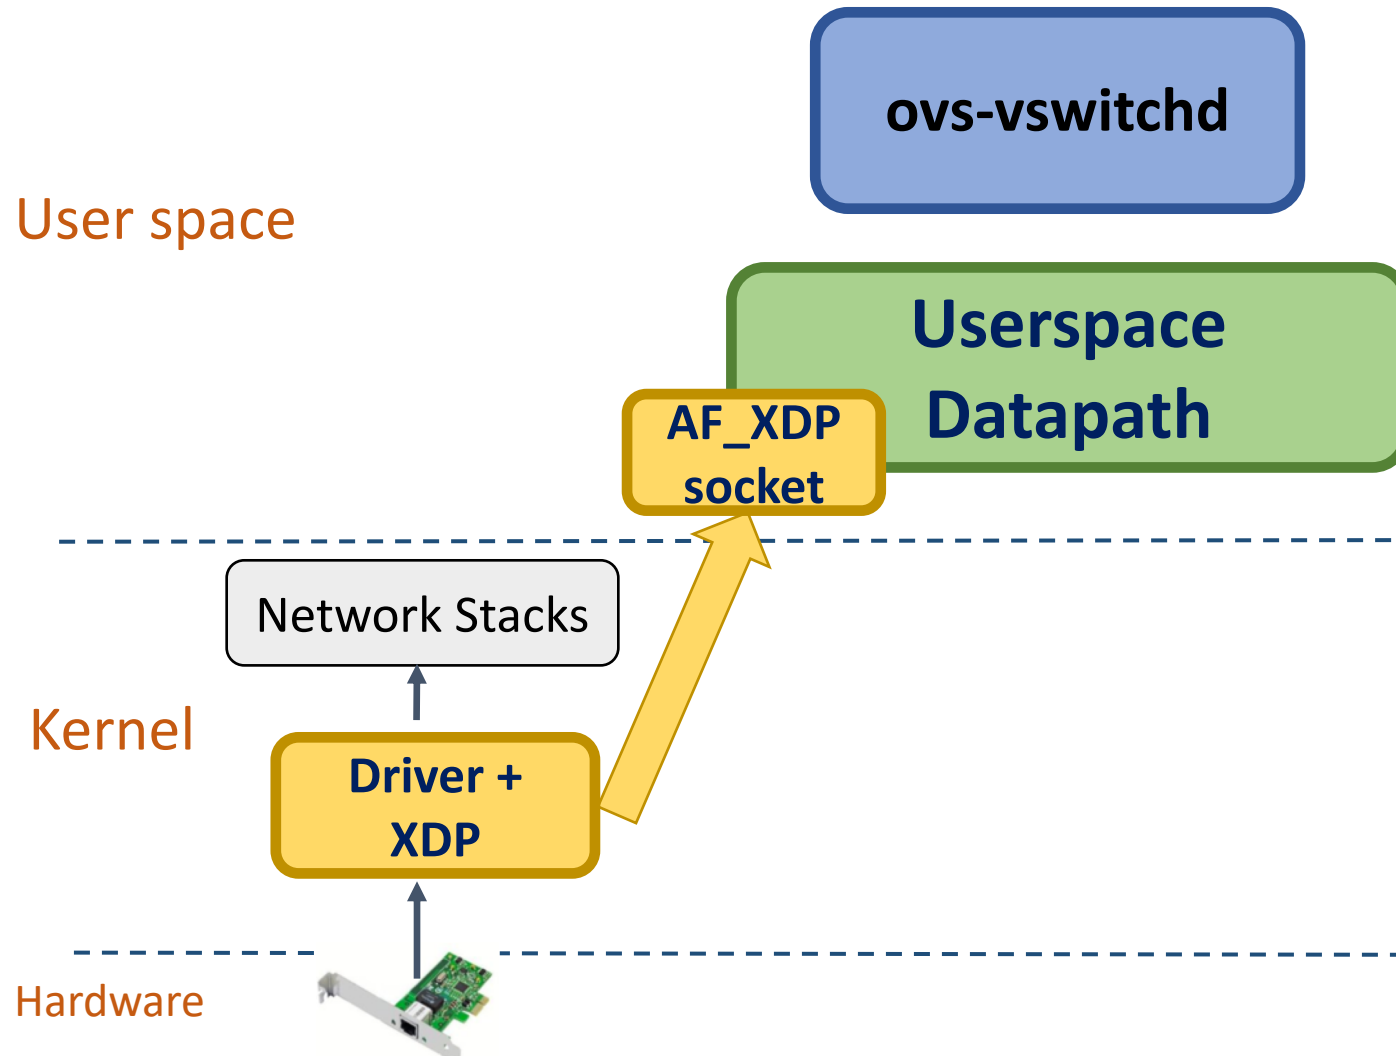 ovs-vswitchd
User space
Userspace
Datapath
AF_XDP
socket
Network Stacks
Kernel
Driver +
XDP
Hardware